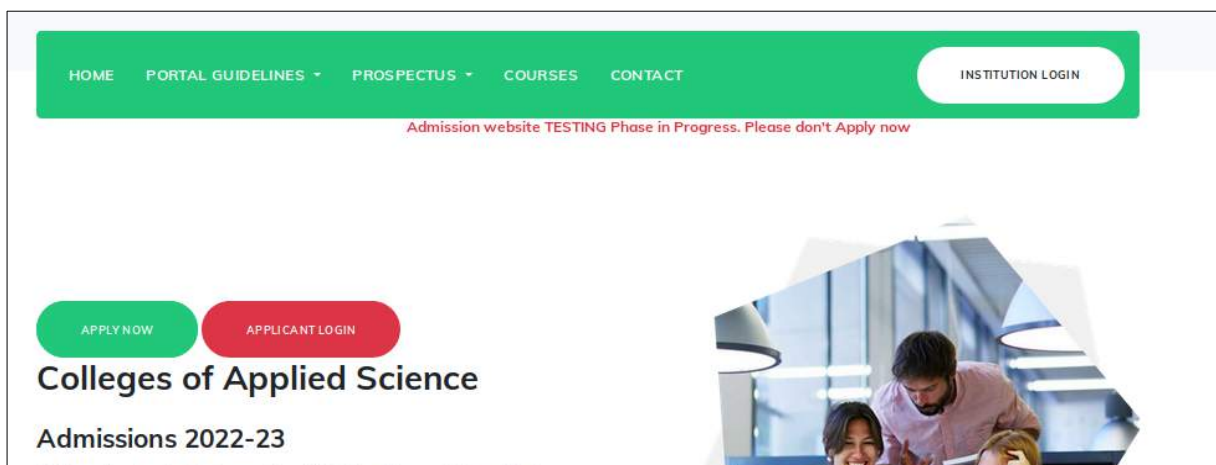 HOME PORTAL GUIDELINES PROSPECTUS COURSES CONTACT INSTITUTION LOGIN
Admission website TESTING Phase in Progress. Please don't Apply now
APPLY NOW APPLICANT LOGIN
Colleges of Applied Science
Admissions 2022-23